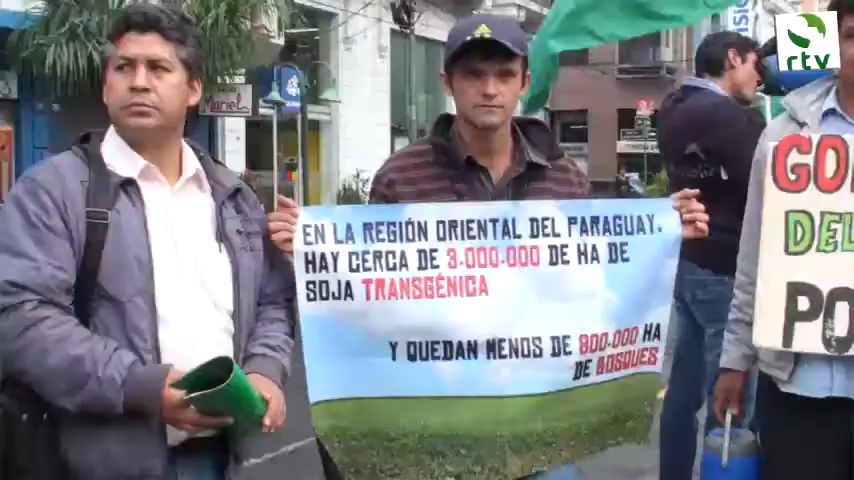 rtv
Mariel
EN LA REGIÓN ORIENTAL DEL PARAGUAY.
HAY CERCA DE 3.000.000 DE HA DE
SOJA TRANSGÉNICA
Y QUEDAN MENOS DE 800.000 HA
DE BOSQUES
GO
DEL
PO